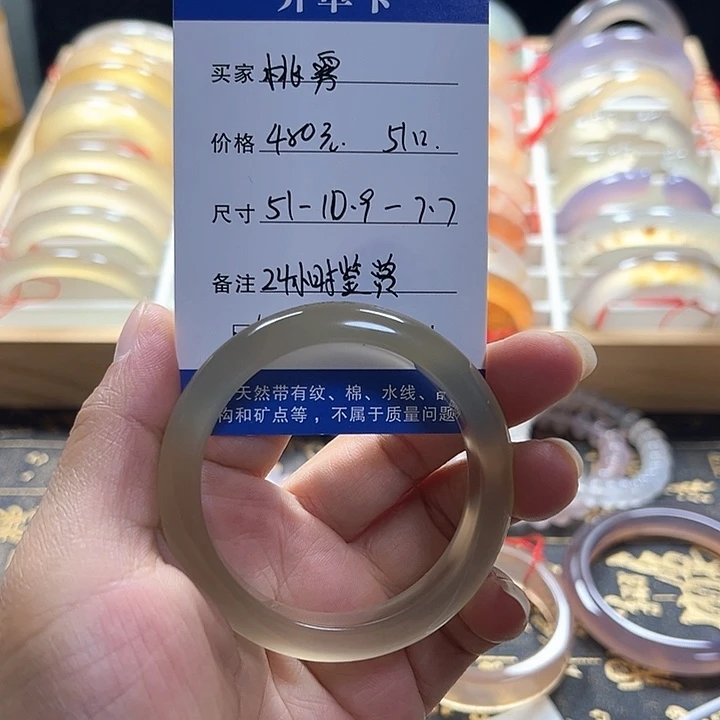 开单卡
买家 桃雾
价格 480元. 51口.
尺寸 51-10.9-7.7
备注 24小时鉴赏
天然带有纹、棉、水线、
构和矿点等，不属于质量问题